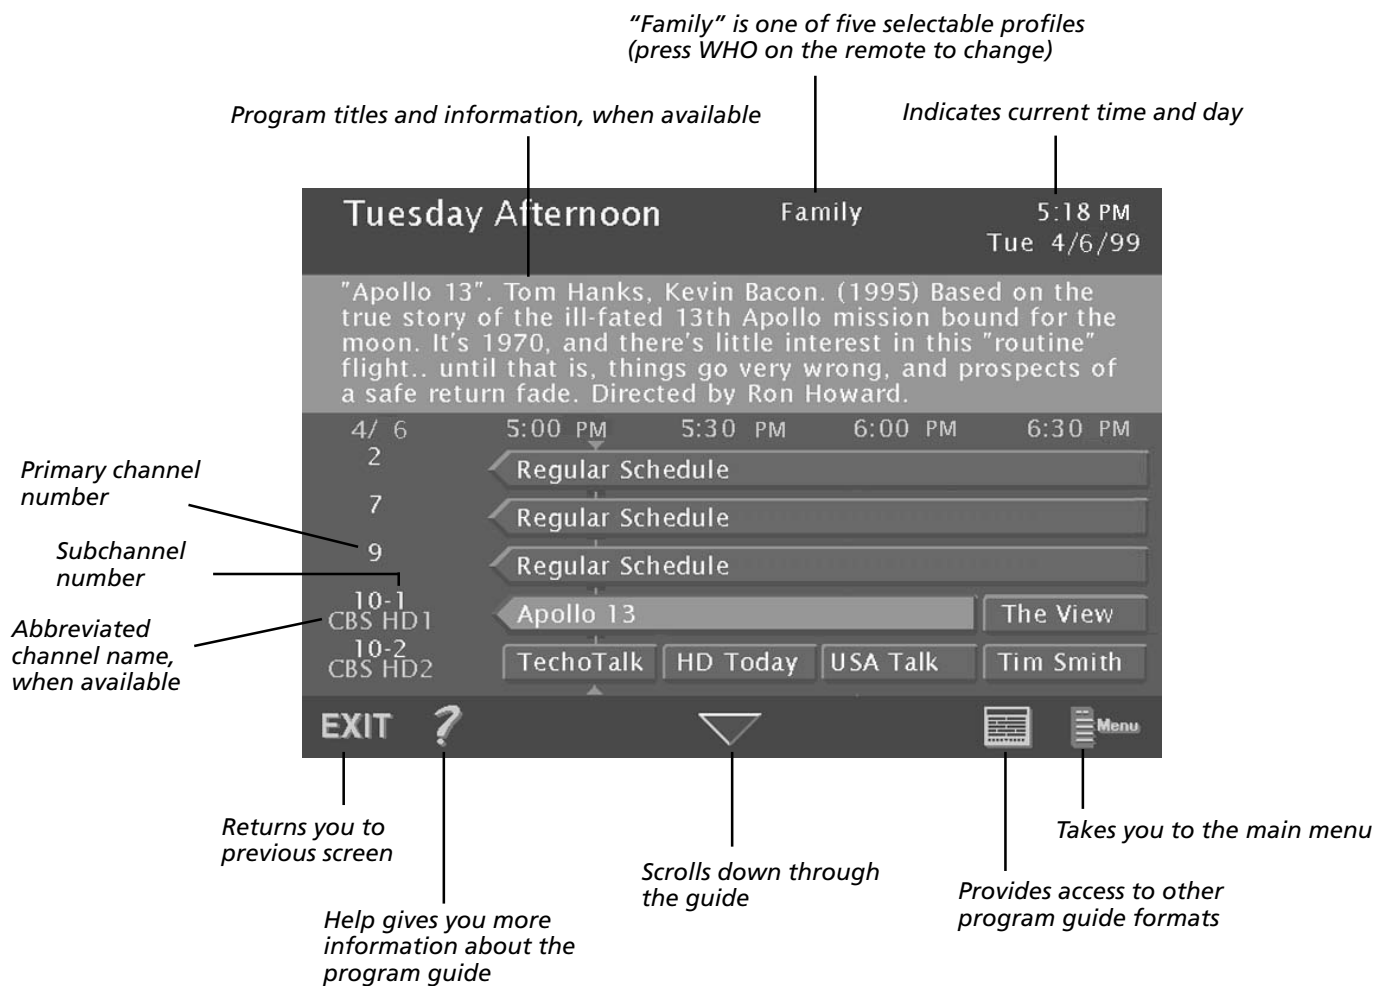 “Family” is one of five selectable profiles
(press WHO on the remote to change)
Program titles and information, when available
Indicates current time and day
Tuesday Afternoon
Family
5:18 PM
Tue 4/6/99
"Apollo 13". Tom Hanks, Kevin Bacon. (1995) Based on the
true story of the ill-fated 13th Apollo mission bound for the
moon. It's 1970, and there's little interest in this "routine"
flight.. until that is, things go very wrong, and prospects of
a safe return fade. Directed by Ron Howard.
4/ 6 5:00 PM 5:30 PM 6:00 PM 6:30 PM
2 Regular Schedule
7 Regular Schedule
9 Regular Schedule
10-1
CBS HD1
Apollo 13 The View
10-2
CBS HD2
TechoTalk HD Today USA Talk Tim Smith
EXIT ? Menu
Primary channel
number
Subchannel
number
Abbreviated
channel name,
when available
Returns you to
previous screen
Help gives you more
information about the
program guide
Scrolls down through
the guide
Provides access to other
program guide formats
Takes you to the main menu